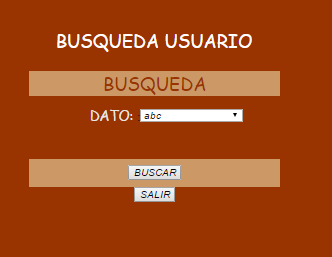 BUSQUEDA USUARIO
BUSQUEDA
DATO: abc
BUSCAR
SALIR